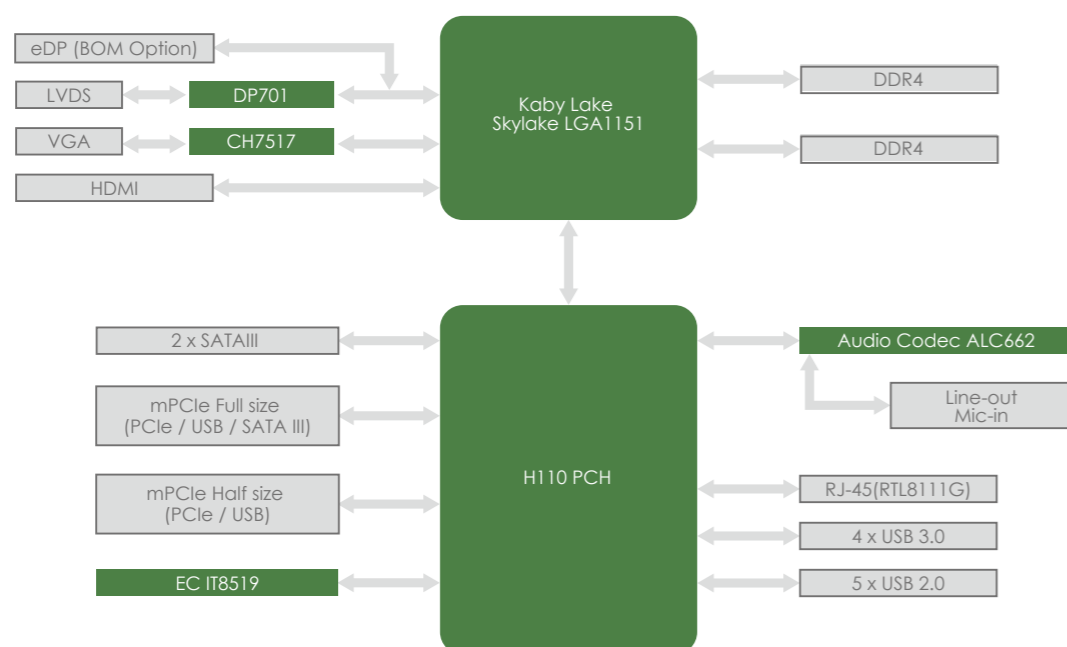 eDP (BOM Option)
LVDS
DP701
VGA
CH7517
HDMI
Kaby Lake
Skylake LGA1151
DDR4
DDR4
2 x SATAIII
mPCIe Full size
(PCIe / USB / SATA III)
mPCIe Half size
(PCIe / USB)
EC IT8519
H110 PCH
Audio Codec ALC662
Line-out
Mic-in
RJ-45(RTL8111G)
4 x USB 3.0
5 x USB 2.0